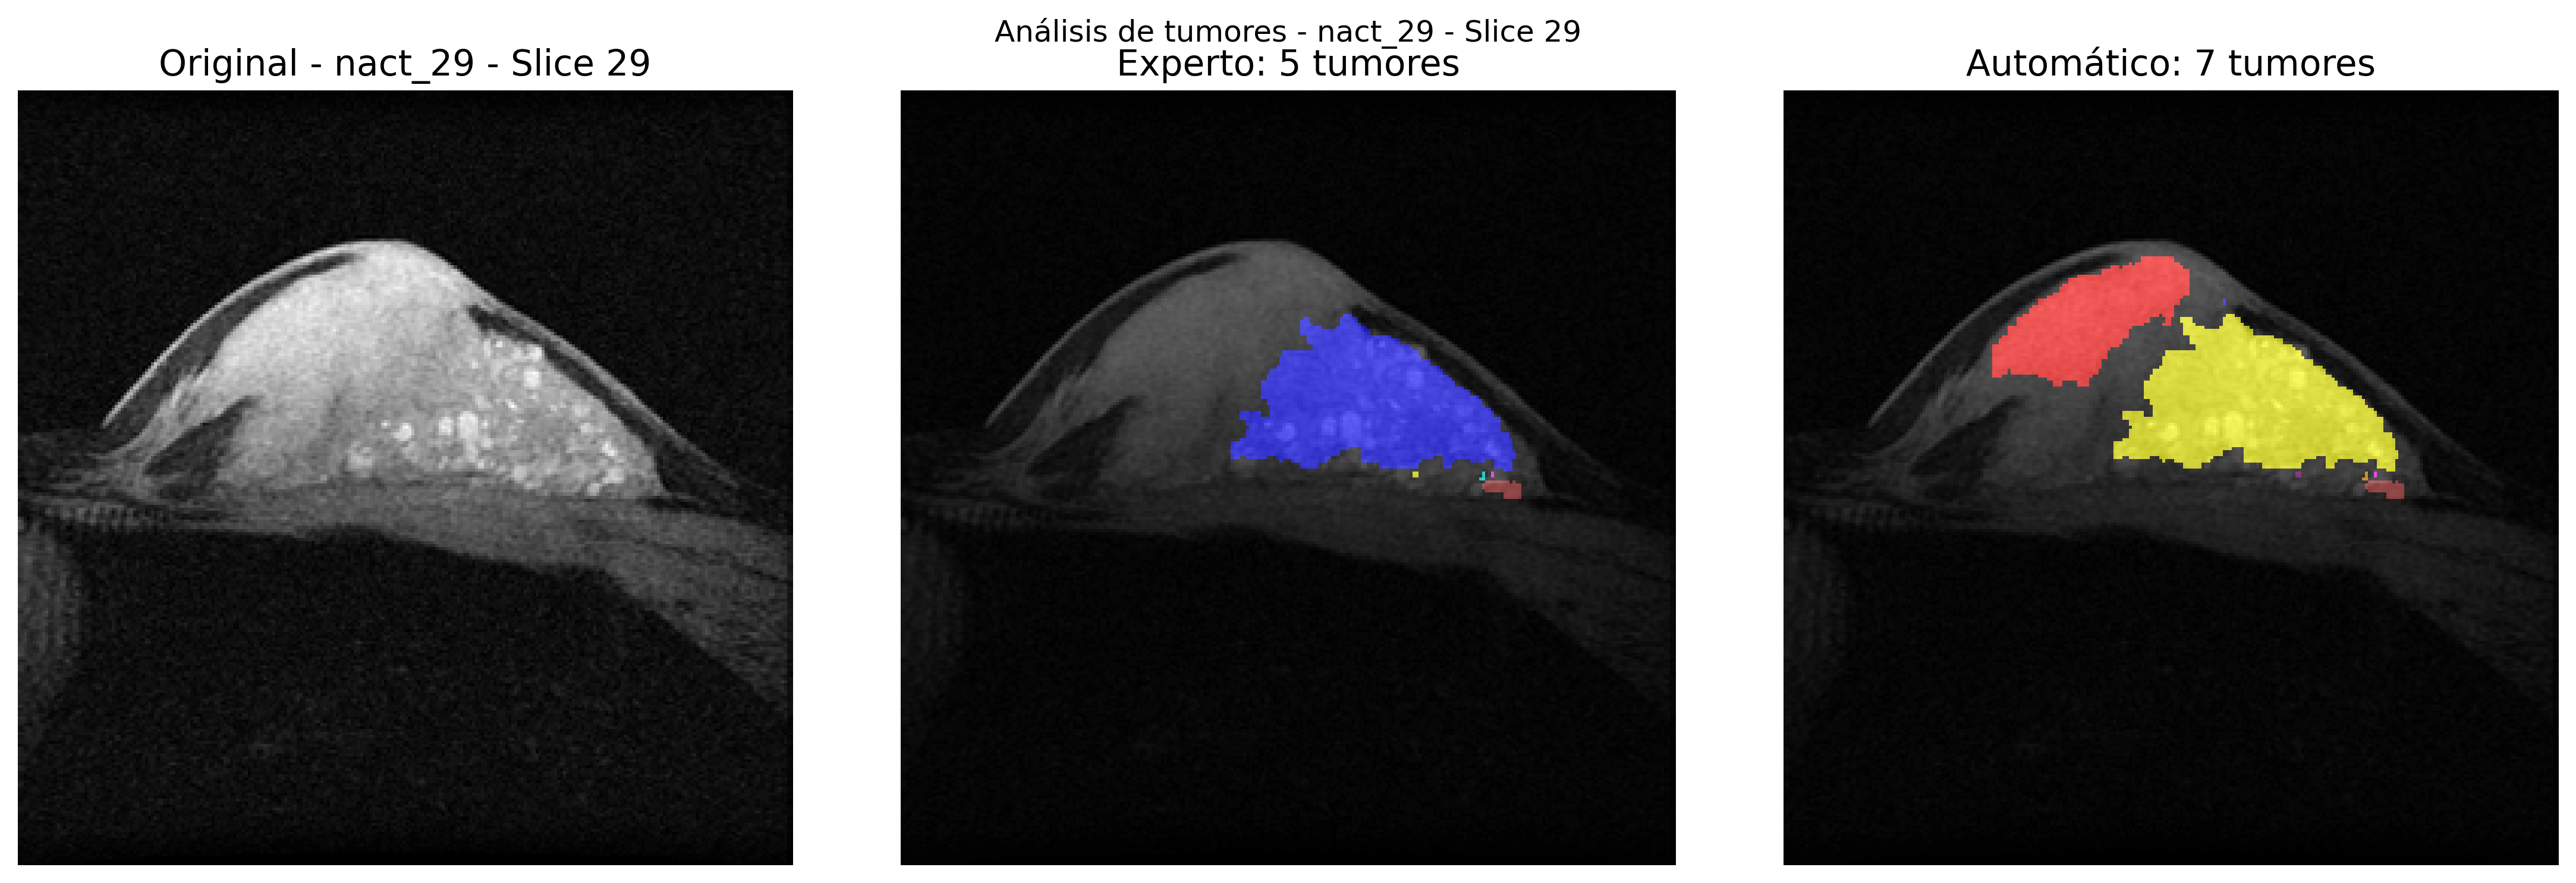 Análisis de tumores - nact_29 - Slice 29
Original - nact_29 - Slice 29
Experto: 5 tumores
Automático: 7 tumores